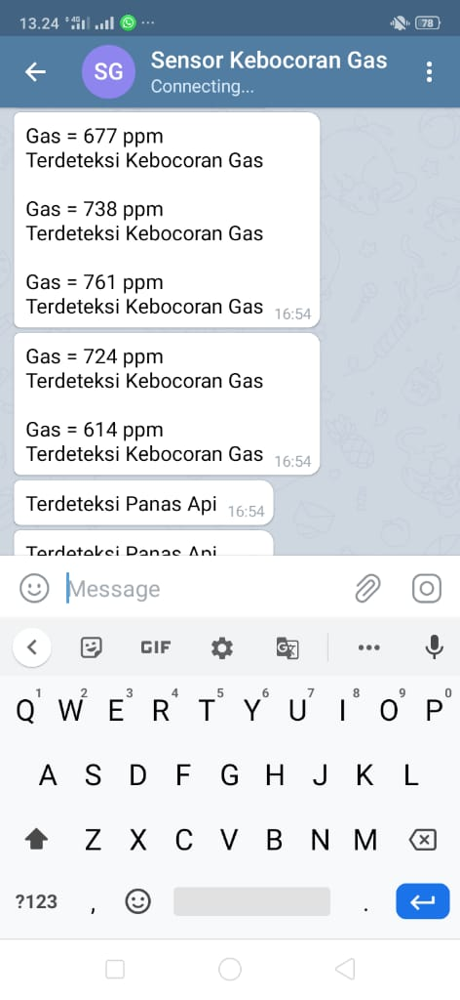 13.24
4G
78
SG
Sensor Kebocoran Gas
Connecting...
Gas = 677 ppm
Terdeteksi Kebocoran Gas
Gas = 738 ppm
Terdeteksi Kebocoran Gas
Gas = 761 ppm
Terdeteksi Kebocoran Gas 16:54
Gas = 724 ppm
Terdeteksi Kebocoran Gas
Gas = 614 ppm
Terdeteksi Kebocoran Gas 16:54
Terdeteksi Panas Api 16:54
Terdeteksi Panas Api
Message
GIF
1 2 3 4 5 6 7 8 9 0
Q W E R T Y U I O P
A S D F G H J K L
Z X C V B N M
?123 , .